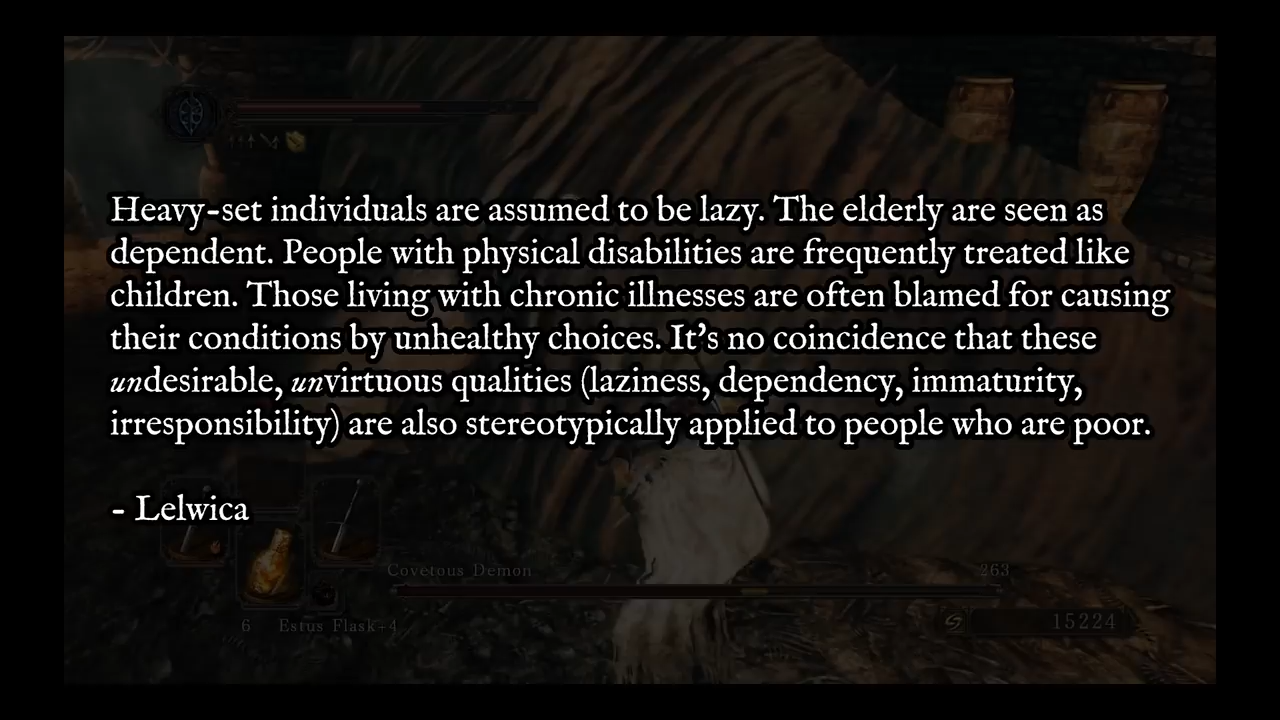 Heavy-set individuals are assumed to be lazy. The elderly are seen as
dependent. People with physical disabilities are frequently treated like
children. Those living with chronic illnesses are often blamed for causing
their conditions by unhealthy choices. It's no coincidence that these
undesirable, unvirtuous qualities (laziness, dependency, immaturity,
irresponsibility) are also stereotypically applied to people who are poor.
- Lelwica
Covetous Demon 263
6 Estus Flask+4
15224